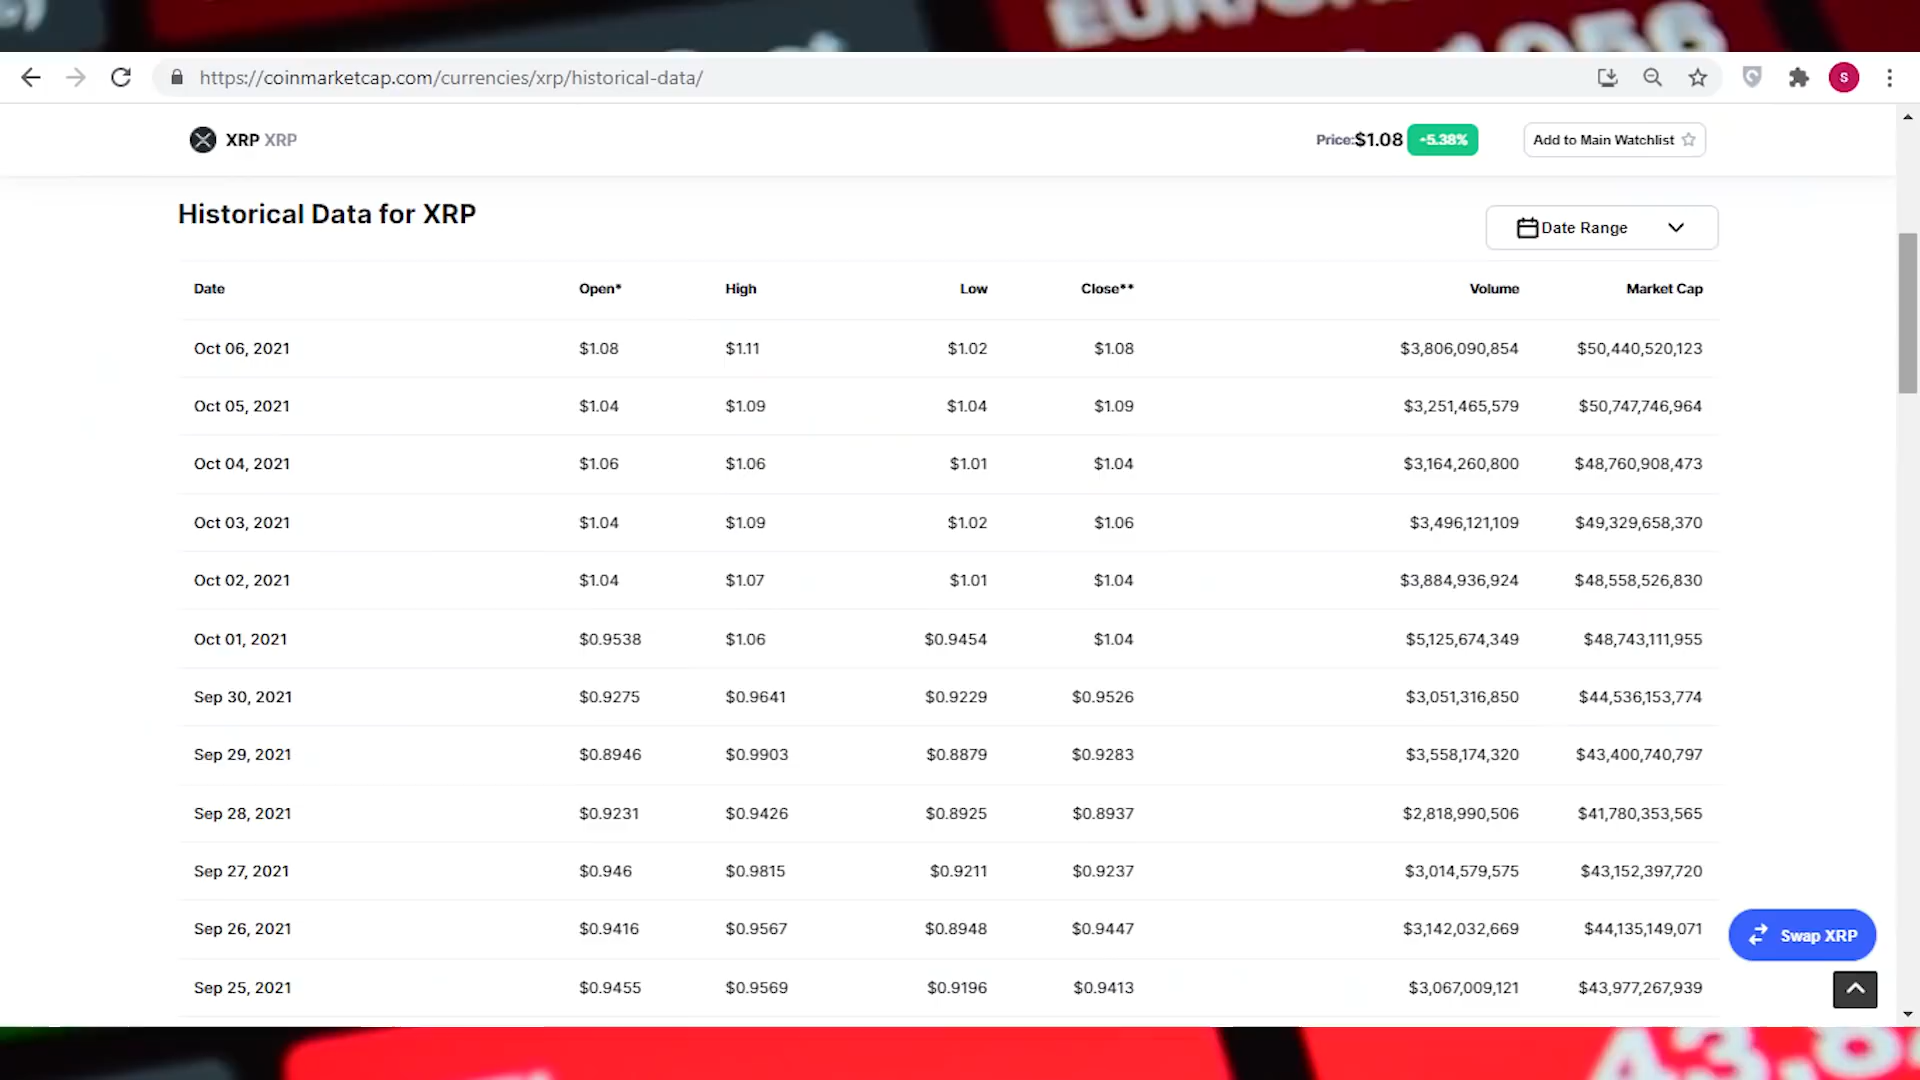 EUR/
1956
https://coinmarketcap.com/currencies/xrp/historical-data/
S
XRP XRP
Price:$1.08 5.38%
Add to Main Watchlist
Historical Data for XRP
Date Range
Date Open* High Low Close** Volume Market Cap
Oct 06, 2021 $1.08 $1.11 $1.02 $1.08 $3,806,090,854 $50,440,520,123
Oct 05, 2021 $1.04 $1.09 $1.04 $1.09 $3,251,465,579 $50,747,746,964
Oct 04, 2021 $1.06 $1.06 $1.01 $1.04 $3,164,260,800 $48,760,908,473
Oct 03, 2021 $1.04 $1.09 $1.02 $1.06 $3,496,121,109 $49,329,658,370
Oct 02, 2021 $1.04 $1.07 $1.01 $1.04 $3,884,936,924 $48,558,526,830
Oct 01, 2021 $0.9538 $1.06 $0.9454 $1.04 $5,125,674,349 $48,743,111,955
Sep 30, 2021 $0.9275 $0.9641 $0.9229 $0.9526 $3,051,316,850 $44,536,153,774
Sep 29, 2021 $0.8946 $0.9903 $0.8879 $0.9283 $3,558,174,320 $43,400,740,797
Sep 28, 2021 $0.9231 $0.9426 $0.8925 $0.8937 $2,818,990,506 $41,780,353,565
Sep 27, 2021 $0.946 $0.9815 $0.9211 $0.9237 $3,014,579,575 $43,152,397,720
Sep 26, 2021 $0.9416 $0.9567 $0.8948 $0.9447 $3,142,032,669 $44,135,149,071
Sep 25, 2021 $0.9455 $0.9569 $0.9196 $0.9413 $3,067,009,121 $43,977,267,939
Swap XRP
43,8